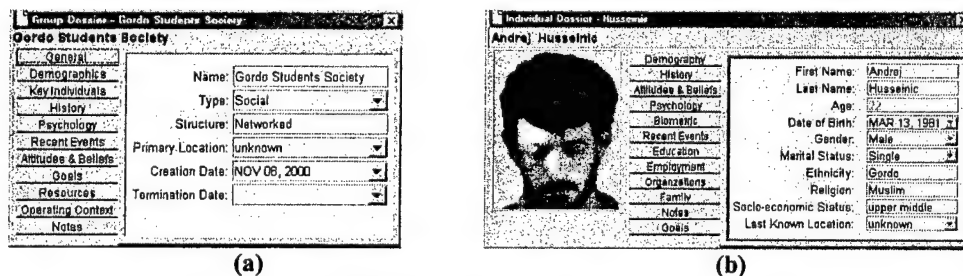 Group Dossier - Gordo Students Society
Gordo Students Society
General
Demographics
Key Individuals
History
Psychology
Recent Events
Attitudes & Beliefs
Goals
Resources
Operating Context
Notes
Name: Gordo Students Society
Type: Social
Structure: Networked
Primary Location: unknown
Creation Date: NOV 06, 2000
Termination Date:
(a)
Individual Dossier - Husseinic
Andrej Husseinic
Demography
History
Attitudes & Beliefs
Psychology
Biometric
Recent Events
Education
Employment
Organizations
Family
Notes
Goals
First Name: Andrej
Last Name: Husseinic
Age: 22
Date of Birth: MAR 13, 1981
Gender: Male
Marital Status: Single
Ethnicity: Gordo
Religion: Muslim
Socio-economic Status: upper middle
Last Known Location: unknown
(b)